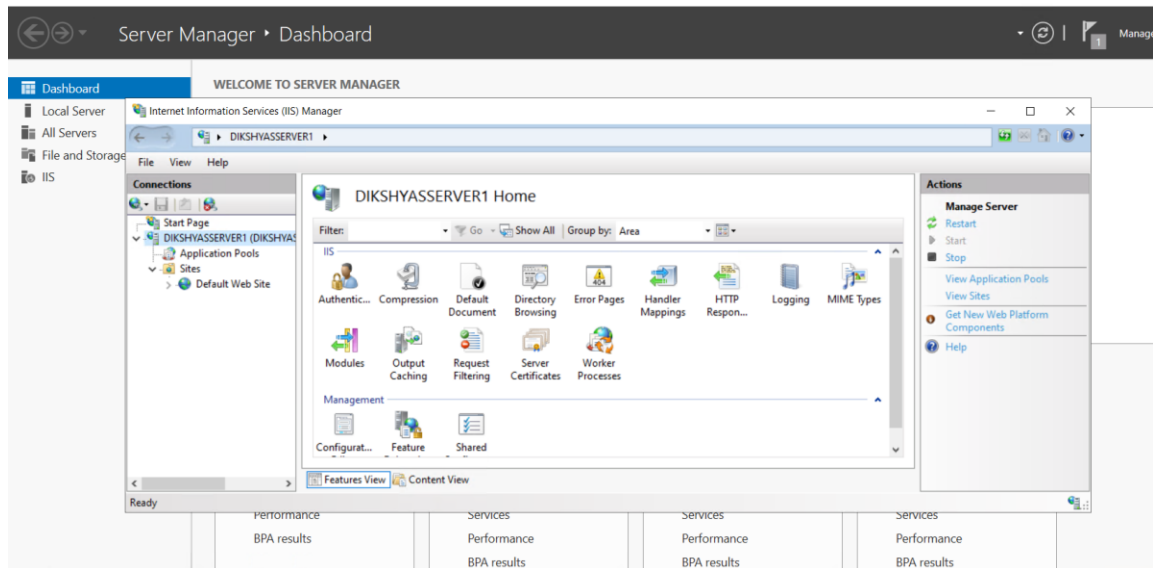 Server Manager ‣ Dashboard
1
Manage
Dashboard
Local Server
All Servers
File and Storage
IIS
WELCOME TO SERVER MANAGER
Internet Information Services (IIS) Manager
DIKSHYASSERVER1
File View Help
Connections
Start Page
DIKSHYASSERVER1 (DIKSHYAS
Application Pools
Sites
Default Web Site
DIKSHYASSERVER1 Home
Filter: Go Show All Group by: Area
IIS
Authentic... Compression Default Document Directory Browsing Error Pages Handler Mappings HTTP Respon... Logging MIME Types
404
Modules Output Caching Request Filtering Server Certificates Worker Processes
Management
Configurat... Feature Shared
Features View Content View
Ready
Actions
Manage Server
Restart
Start
Stop
View Application Pools
View Sites
Get New Web Platform
Components
Help
Performance Services Services Services
BPA results Performance Performance Performance
BPA results BPA results BPA results